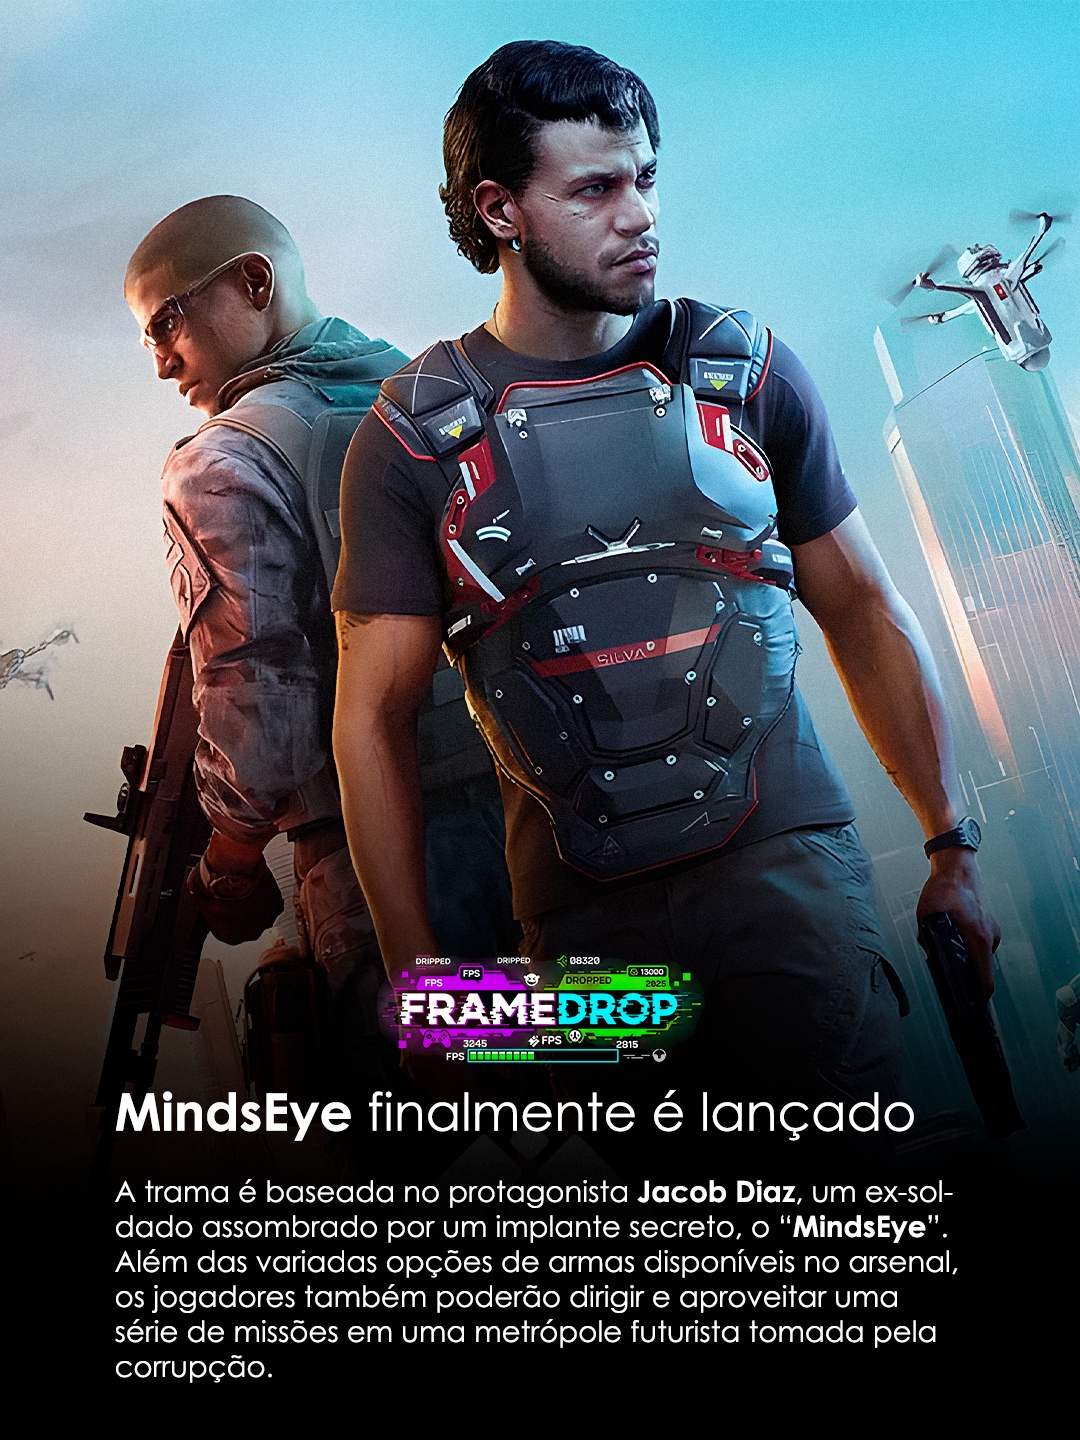 SILVA
DRIPPED DRIPPED 08320
FPS FPS DROPPED 13000
2025
FRAMEDROP
3245 FPS 2815
FPS
MindsEye finalmente é lançado
A trama é baseada no protagonista Jacob Diaz, um ex-sol-
dado assombrado por um implante secreto, o “MindsEye”.
Além das variadas opções de armas disponíveis no arsenal,
os jogadores também poderão dirigir e aproveitar uma
série de missões em uma metrópole futurista tomada pela
corrupção.